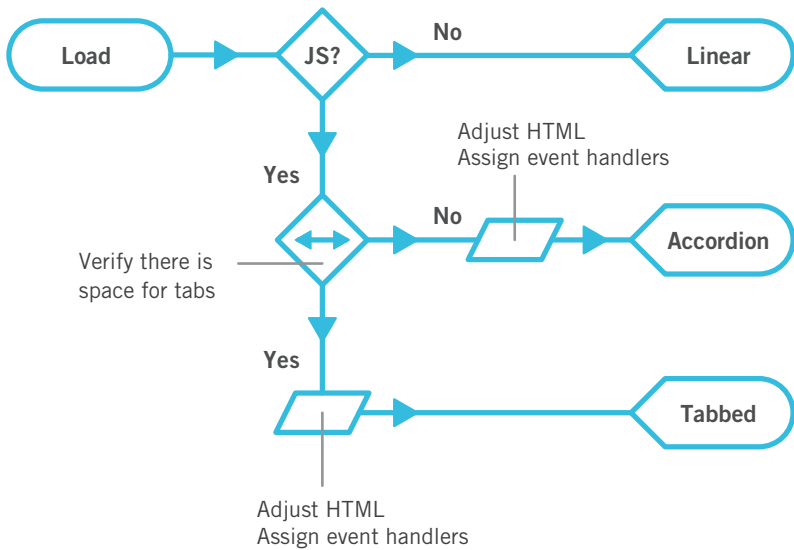 Load
JS?
No
Linear
Adjust HTML
Assign event handlers
Yes
No
Accordion
Verify there is
space for tabs
Yes
Tabbed
Adjust HTML
Assign event handlers